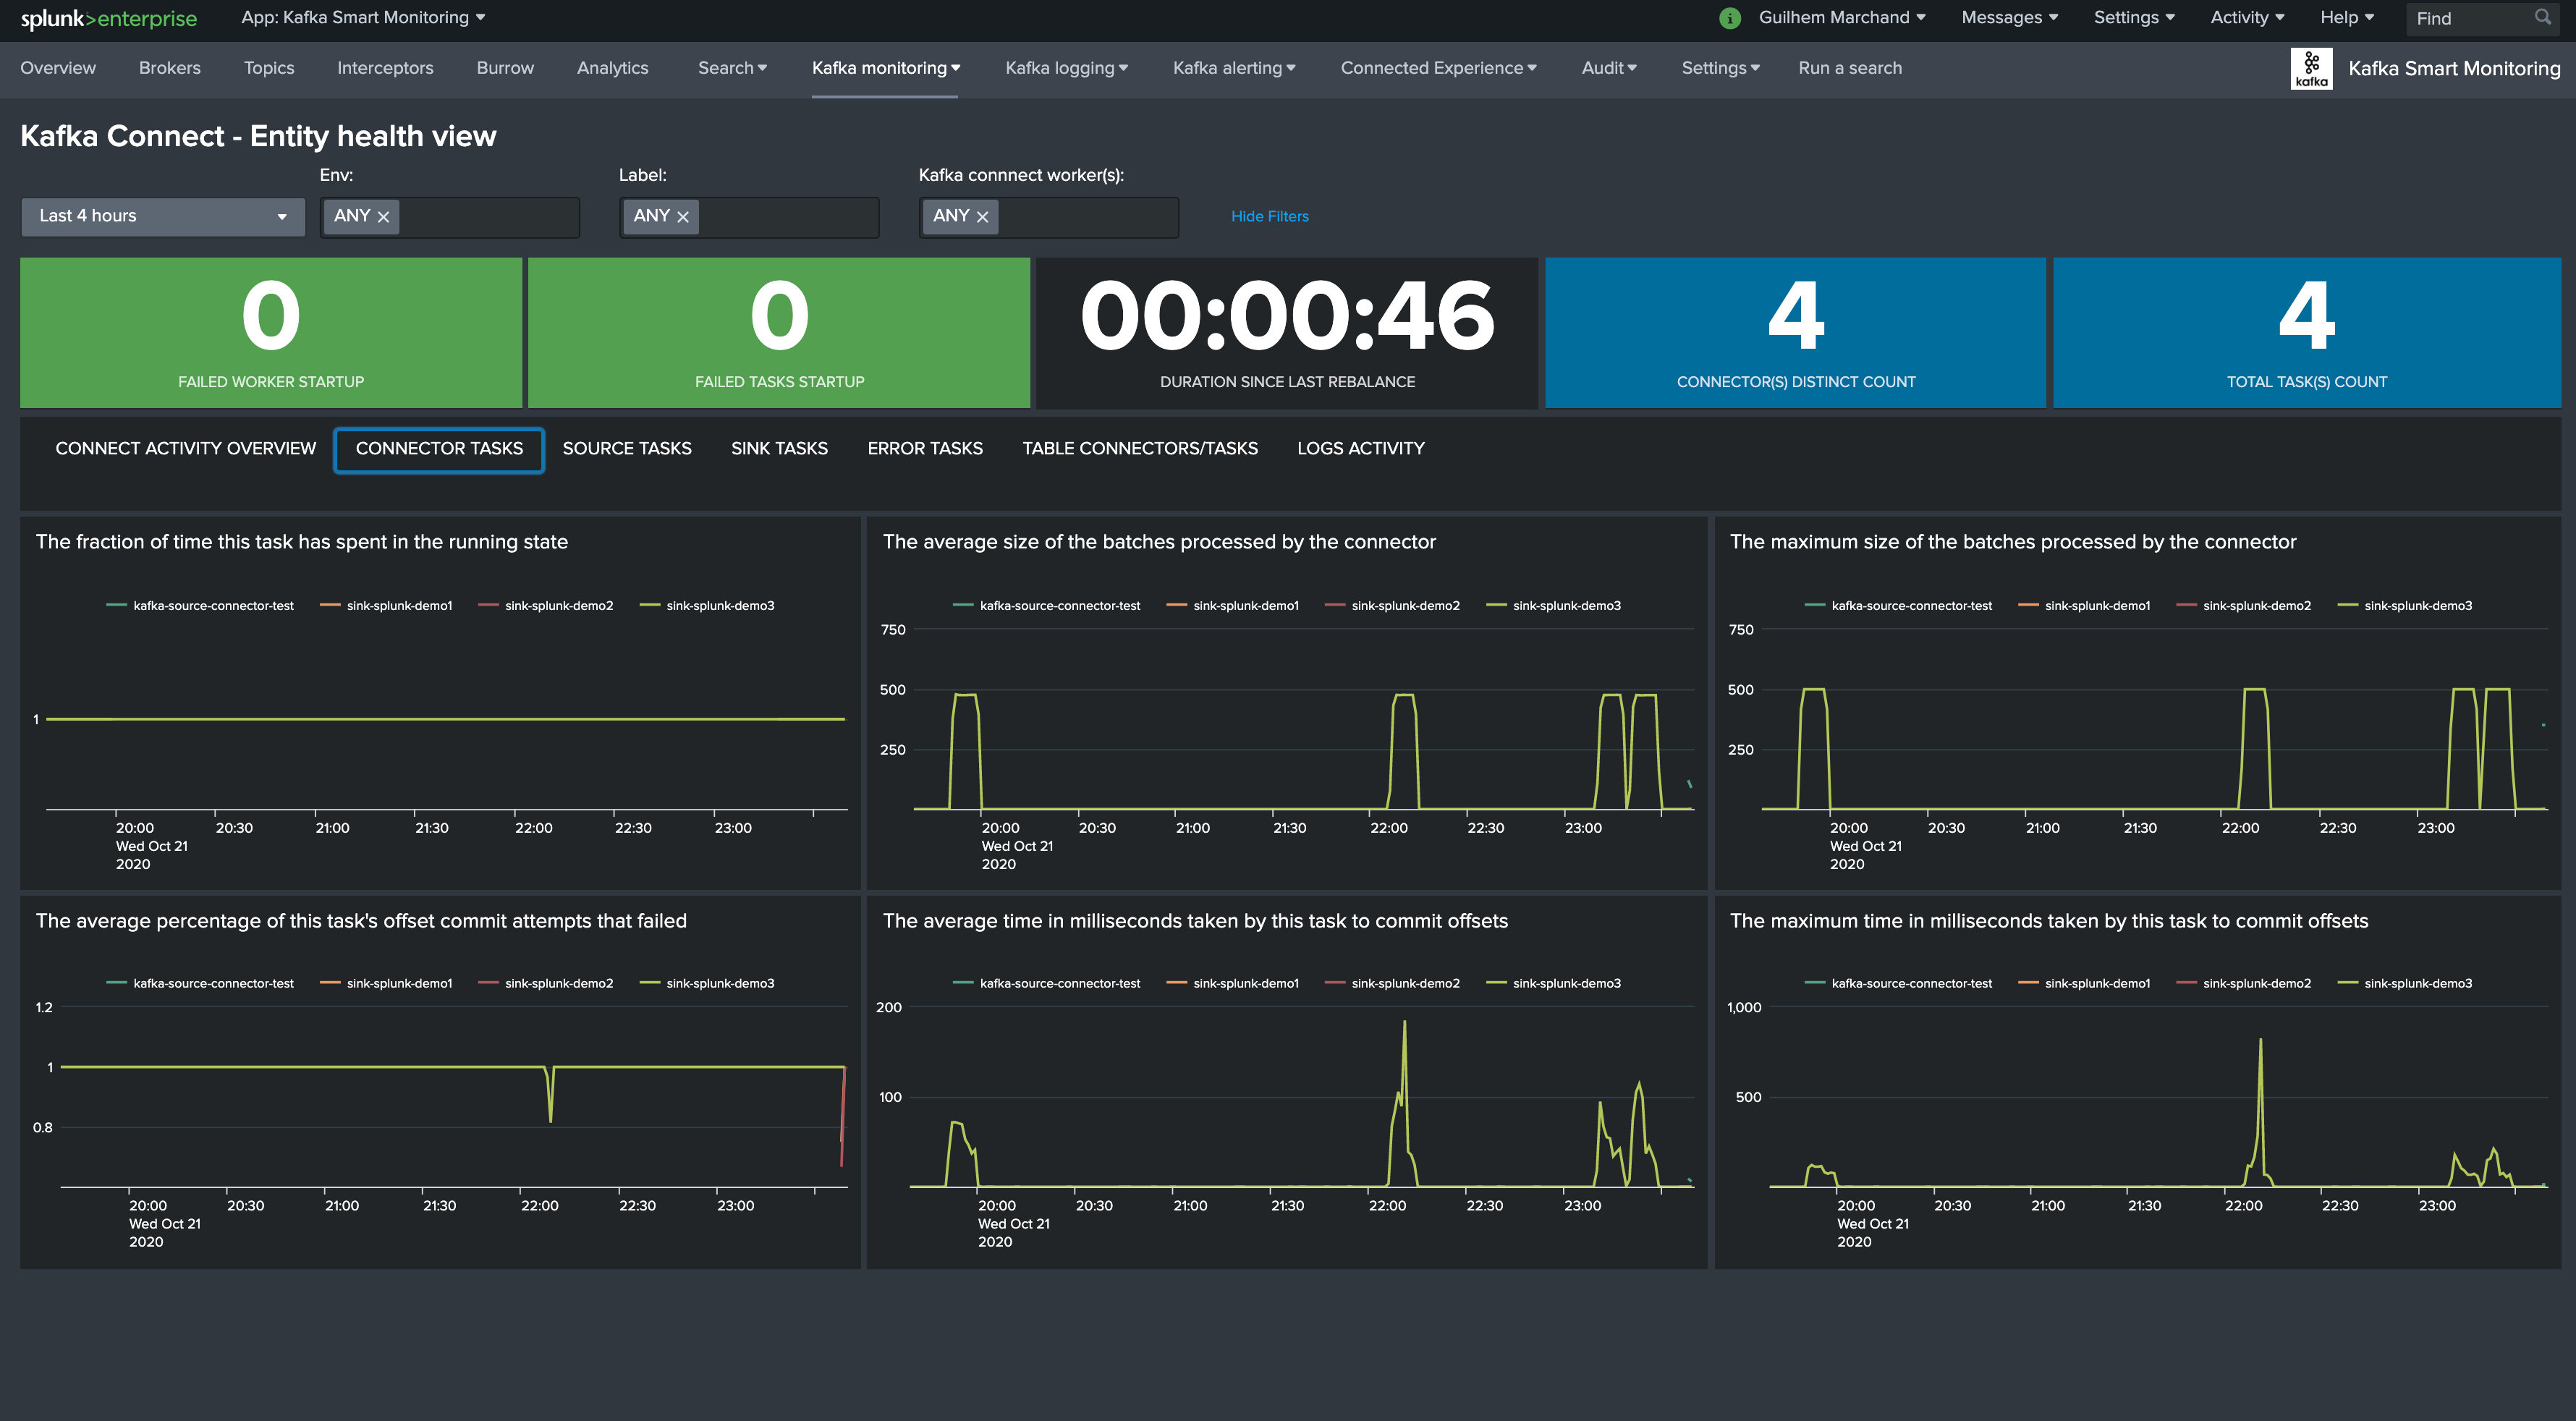 splunk>enterprise App: Kafka Smart Monitoring i Guilhem Marchand Messages Settings Activity Help Find
Overview Brokers Topics Interceptors Burrow Analytics Search Kafka monitoring Kafka logging Kafka alerting Connected Experience Audit Settings Run a search kafka Kafka Smart Monitoring
Kafka Connect - Entity health view
Env: Label: Kafka connnect worker(s):
Last 4 hours ANY ANY ANY Hide Filters
0 0 00:00:46 4 4
FAILED WORKER STARTUP FAILED TASKS STARTUP DURATION SINCE LAST REBALANCE CONNECTOR(S) DISTINCT COUNT TOTAL TASK(S) COUNT
CONNECT ACTIVITY OVERVIEW CONNECTOR TASKS SOURCE TASKS SINK TASKS ERROR TASKS TABLE CONNECTORS/TASKS LOGS ACTIVITY
The fraction of time this task has spent in the running state
kafka-source-connector-test sink-splunk-demo1 sink-splunk-demo2 sink-splunk-demo3
1
20:00 20:30 21:00 21:30 22:00 22:30 23:00
Wed Oct 21
2020
The average size of the batches processed by the connector
kafka-source-connector-test sink-splunk-demo1 sink-splunk-demo2 sink-splunk-demo3
750
500
250
20:00 20:30 21:00 21:30 22:00 22:30 23:00
Wed Oct 21
2020
The maximum size of the batches processed by the connector
kafka-source-connector-test sink-splunk-demo1 sink-splunk-demo2 sink-splunk-demo3
750
500
250
20:00 20:30 21:00 21:30 22:00 22:30 23:00
Wed Oct 21
2020
The average percentage of this task's offset commit attempts that failed
kafka-source-connector-test sink-splunk-demo1 sink-splunk-demo2 sink-splunk-demo3
1.2
1
0.8
20:00 20:30 21:00 21:30 22:00 22:30 23:00
Wed Oct 21
2020
The average time in milliseconds taken by this task to commit offsets
kafka-source-connector-test sink-splunk-demo1 sink-splunk-demo2 sink-splunk-demo3
200
100
20:00 20:30 21:00 21:30 22:00 22:30 23:00
Wed Oct 21
2020
The maximum time in milliseconds taken by this task to commit offsets
kafka-source-connector-test sink-splunk-demo1 sink-splunk-demo2 sink-splunk-demo3
1,000
500
20:00 20:30 21:00 21:30 22:00 22:30 23:00
Wed Oct 21
2020